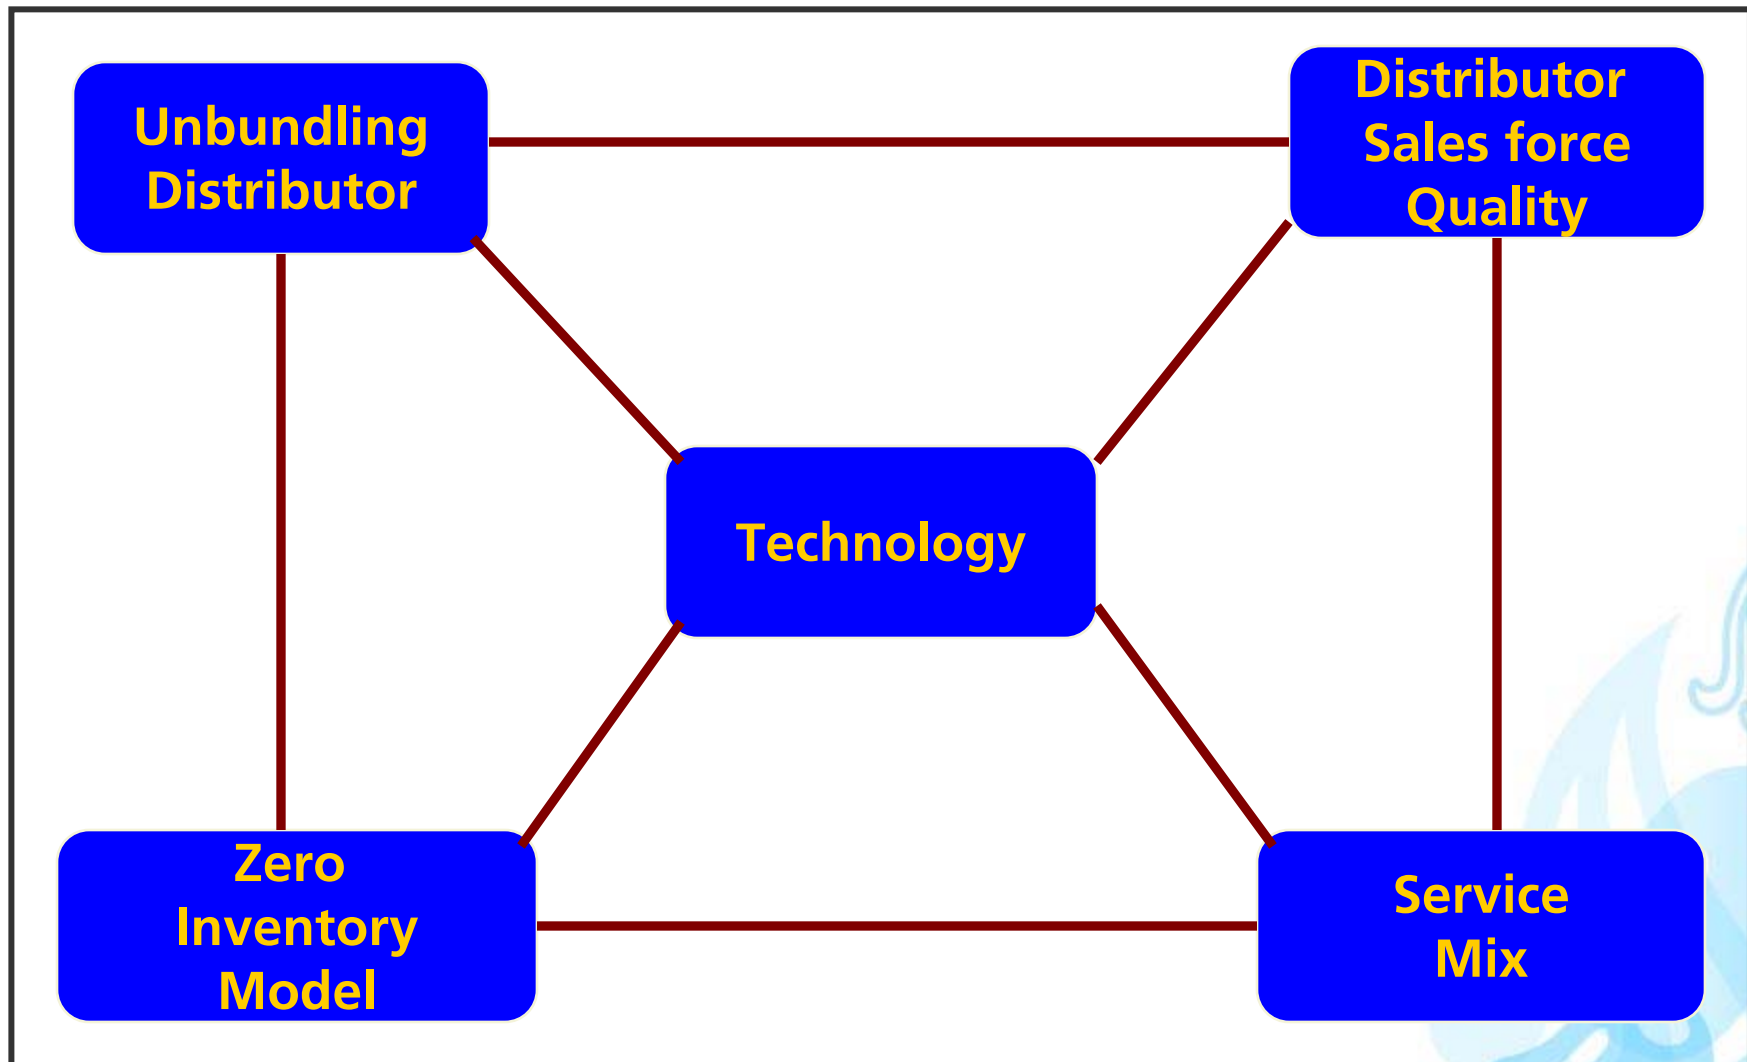 Unbundling
Distributor
Distributor
Sales force
Quality
Technology
Zero
Inventory
Model
Service
Mix